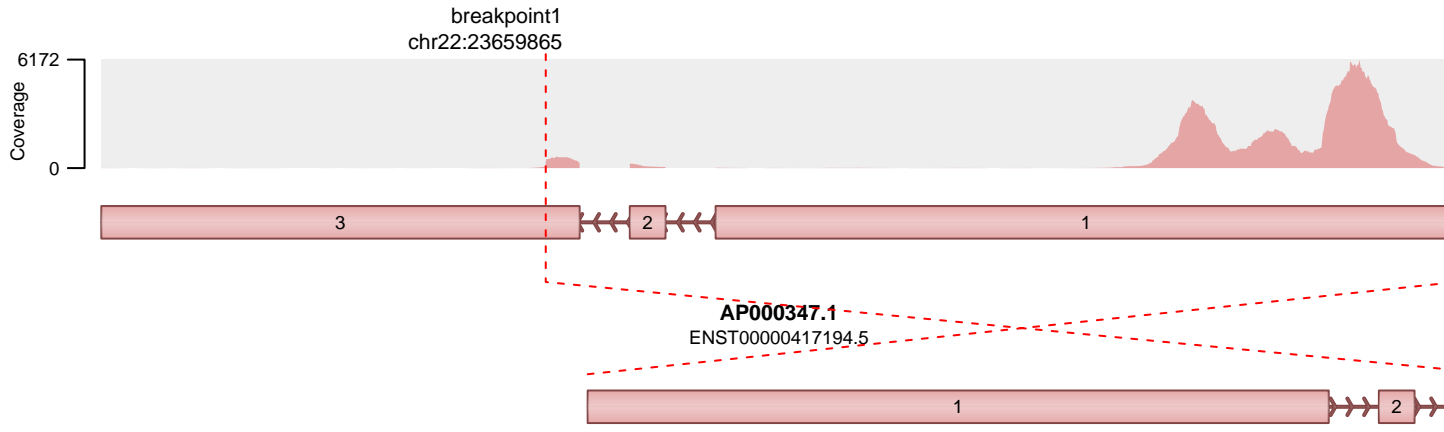 breakpoint1
chr22:23659865
6172
Coverage
0
3
2
1
AP000347.1
ENST00000417194.5
1
2